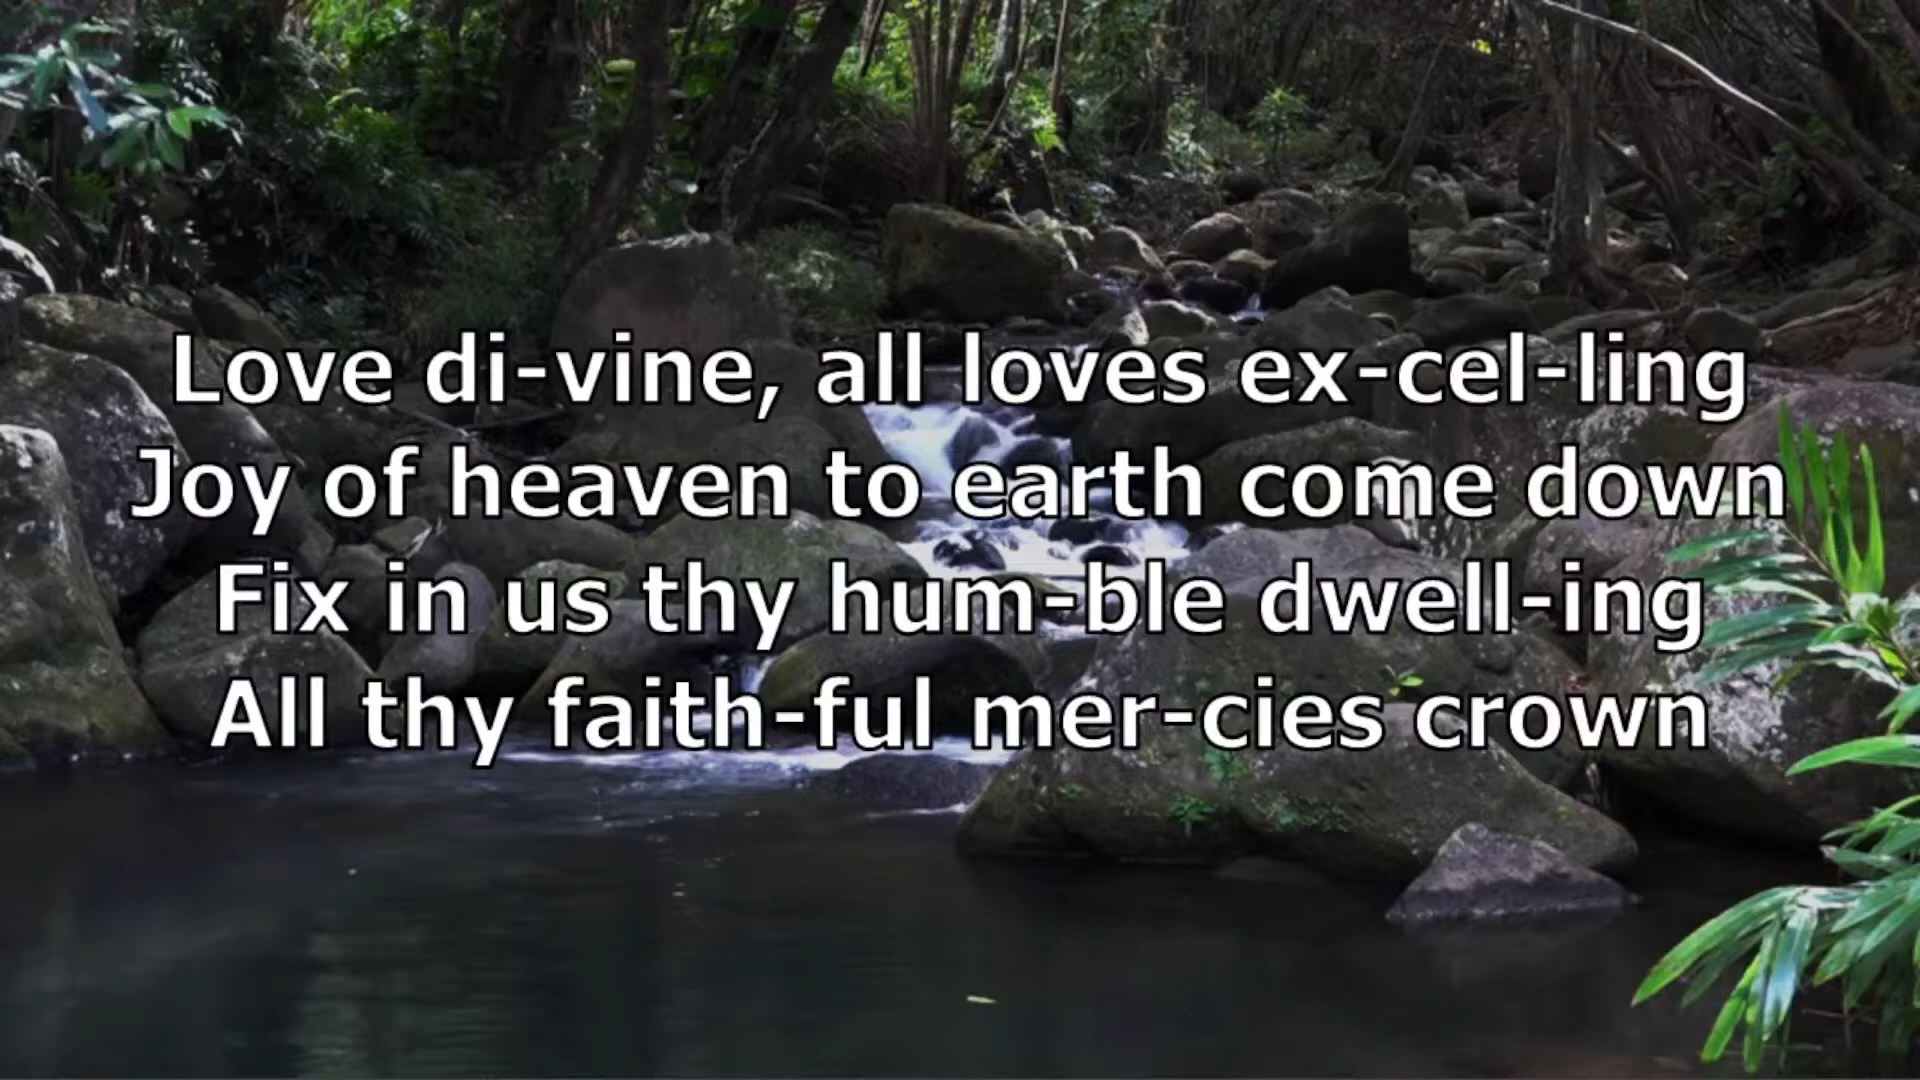 Love di-vine, all loves ex-cel-ling
Joy of heaven to earth come down
Fix in us thy hum-ble dwell-ing
All thy faith-ful mer-cies crown